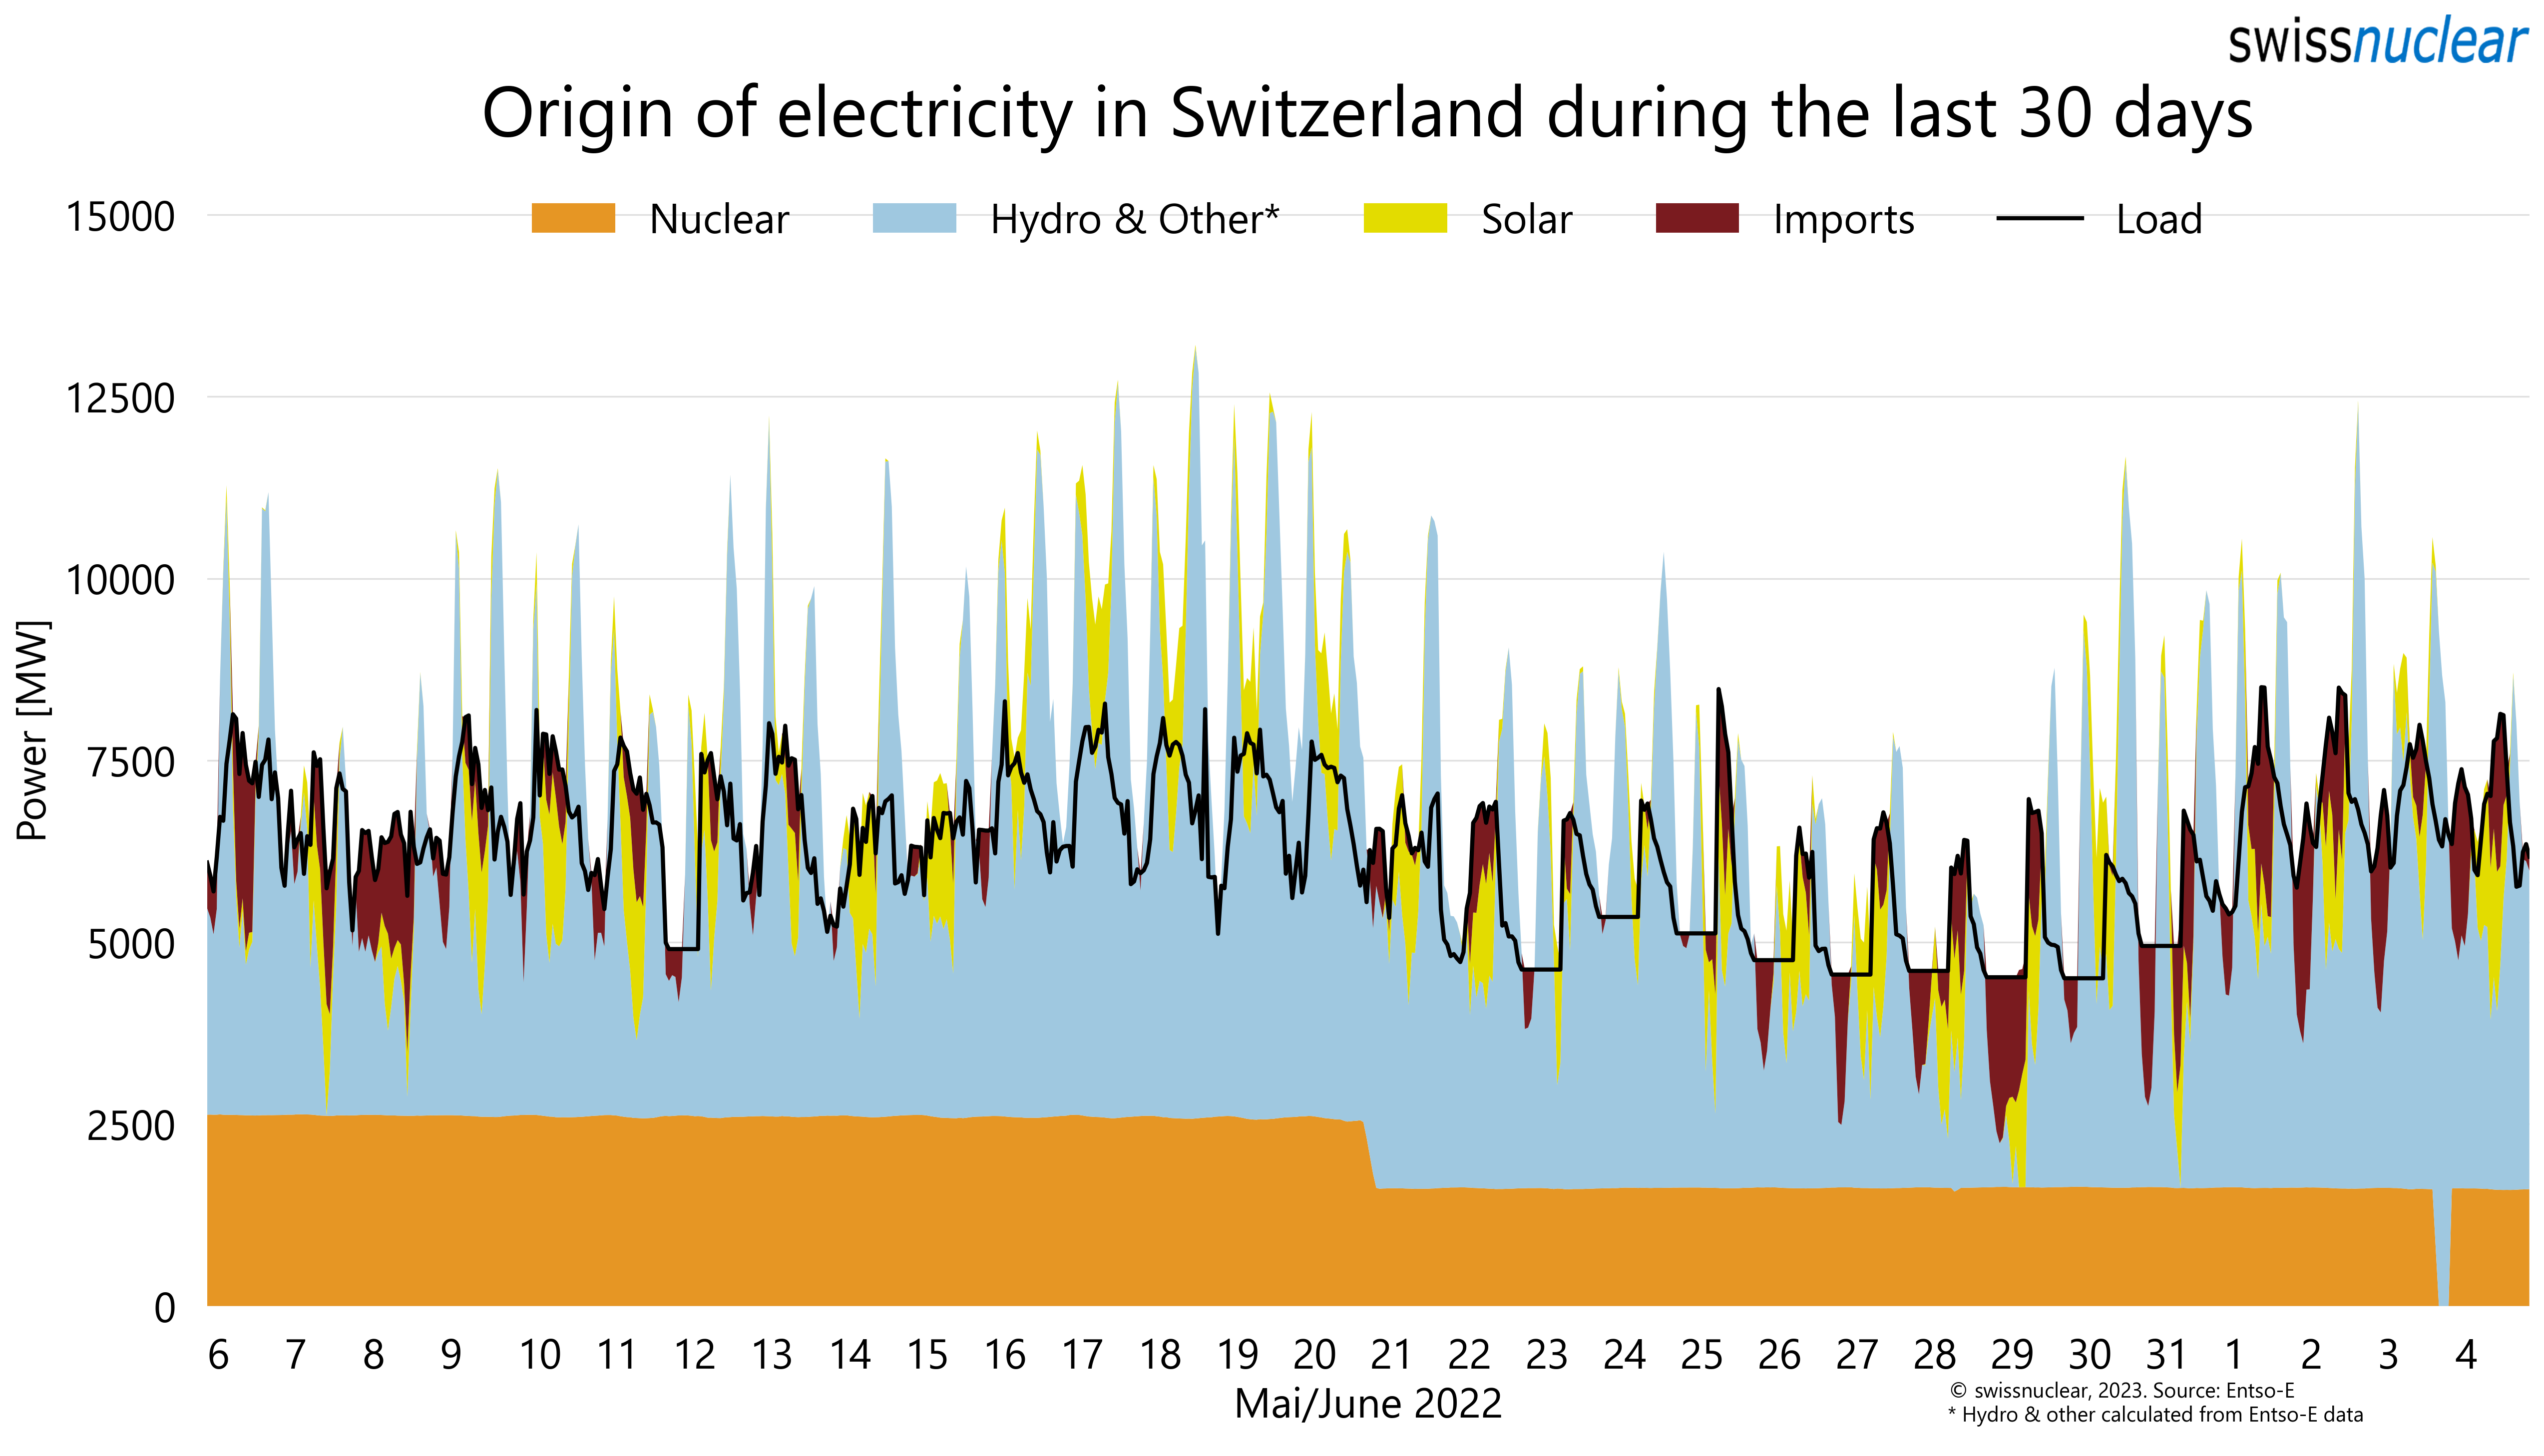 swissnuclear
Origin of electricity in Switzerland during the last 30 days
Nuclear Hydro & Other* Solar Imports Load
15000
12500
10000
7500
5000
2500
0
Power [MW]
6 7 8 9 10 11 12 13 14 15 16 17 18 19 20 21 22 23 24 25 26 27 28 29 30 31 1 2 3 4
Mai/June 2022
© swissnuclear, 2023. Source: Entso-E
* Hydro & other calculated from Entso-E data